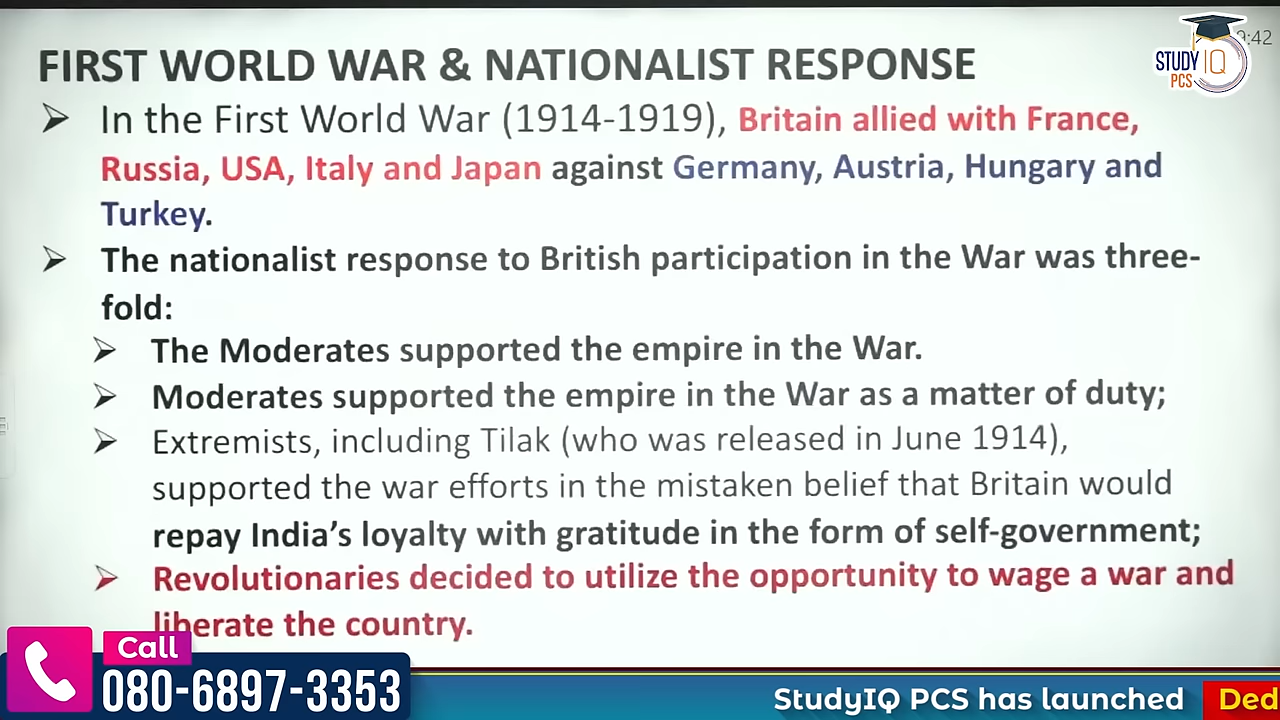 FIRST WORLD WAR & NATIONALIST RESPONSE
9:42
STUDY IQ
PCS
➢ In the First World War (1914-1919), Britain allied with France,
Russia, USA, Italy and Japan against Germany, Austria, Hungary and
Turkey.
➢ The nationalist response to British participation in the War was three-
fold:
➢ The Moderates supported the empire in the War.
➢ Moderates supported the empire in the War as a matter of duty;
➢ Extremists, including Tilak (who was released in June 1914),
supported the war efforts in the mistaken belief that Britain would
repay India's loyalty with gratitude in the form of self-government;
➢ Revolutionaries decided to utilize the opportunity to wage a war and
liberate the country.
Call
080-6897-3353
StudyIQ PCS has launched
Ded